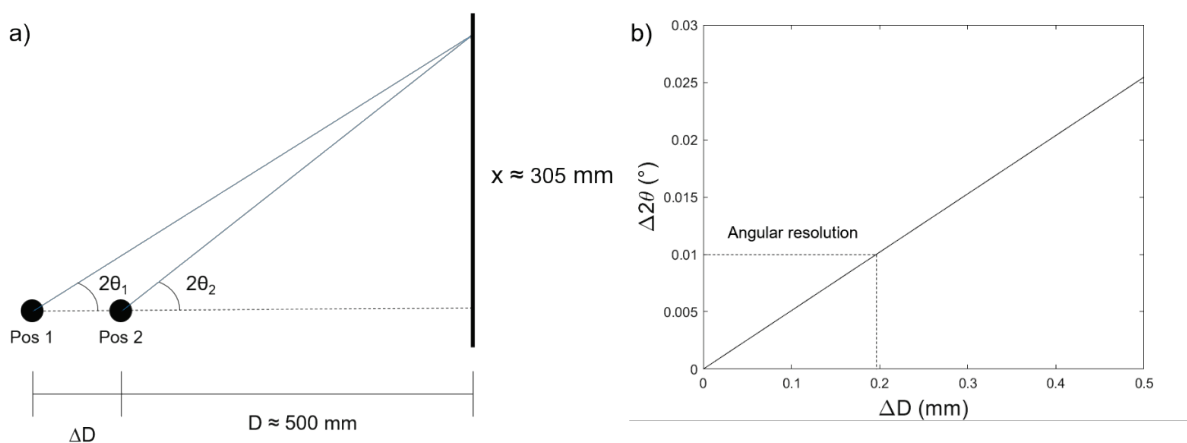 a)
2θ₁
2θ₂
Pos 1
Pos 2
x ≈ 305 mm
ΔD
D ≈ 500 mm
b)
0.03
0.025
0.02
0.015
0.01
0.005
0
Δ2θ (°)
Angular resolution
0
0.1
0.2
0.3
0.4
0.5
ΔD (mm)